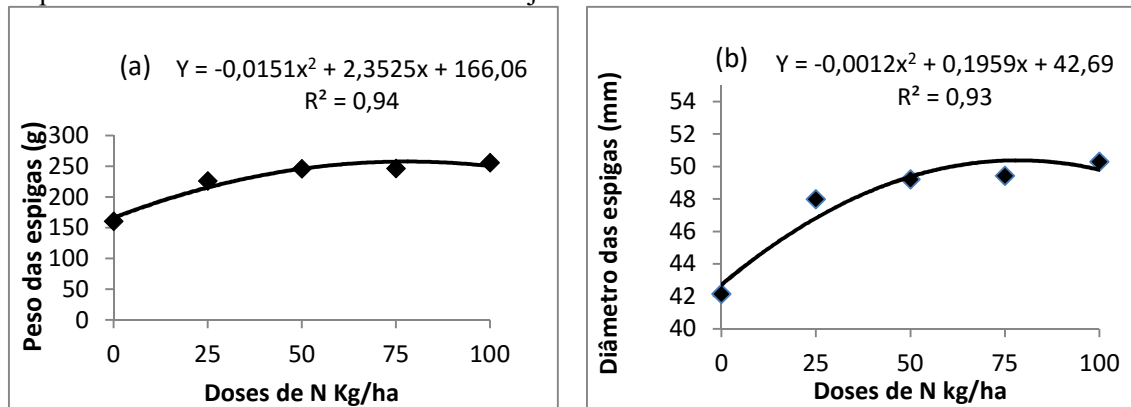 (a) Y = -0,0151x² + 2,3525x + 166,06
R² = 0,94
Peso das espigas (g)
300
250
200
150
100
50
0
0 25 50 75 100
Doses de N Kg/ha
(b) Y = -0,0012x² + 0,1959x + 42,69
R² = 0,93
Diâmetro das espigas (mm)
54
52
50
48
46
44
42
40
0 25 50 75 100
Doses de N kg/ha